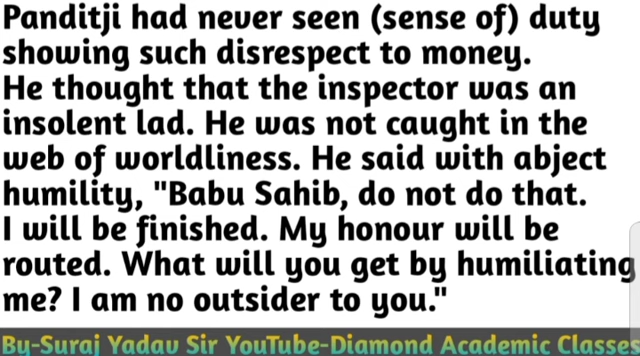 Panditji had never seen (sense of) duty
showing such disrespect to money.
He thought that the inspector was an
insolent lad. He was not caught in the
web of worldliness. He said with abject
humility, "Babu Sahib, do not do that.
I will be finished. My honour will be
routed. What will you get by humiliating
me? I am no outsider to you."
By-Suraj Yadav Sir YouTube-Diamond Academic Classes